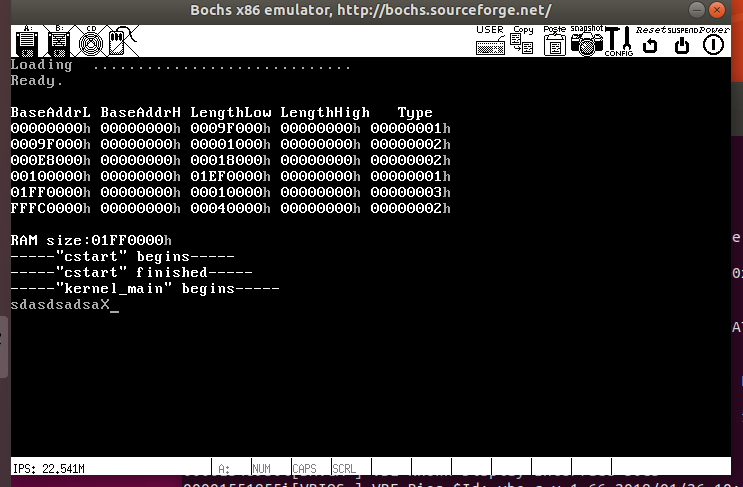 Bochs x86 emulator, http://bochs.sourceforge.net/
A: B: CD USER Copy Paste snapshot CONFIG Reset SUSPEND Power
Loading .............................
Ready.
BaseAddrL BaseAddrH LengthLow LengthHigh Type
00000000h 00000000h 0009F000h 00000000h 00000001h
0009F000h 00000000h 00001000h 00000000h 00000002h
000E8000h 00000000h 00018000h 00000000h 00000002h
00100000h 00000000h 01EF0000h 00000000h 00000001h
01FF0000h 00000000h 00010000h 00000000h 00000003h
FFFC0000h 00000000h 00040000h 00000000h 00000002h
RAM size:01FF0000h
-----"cstart" begins-----
-----"cstart" finished-----
-----"kernel_main" begins-----
sdasdsadsaX_
IPS: 22.541M A: NUM CAPS SCRL